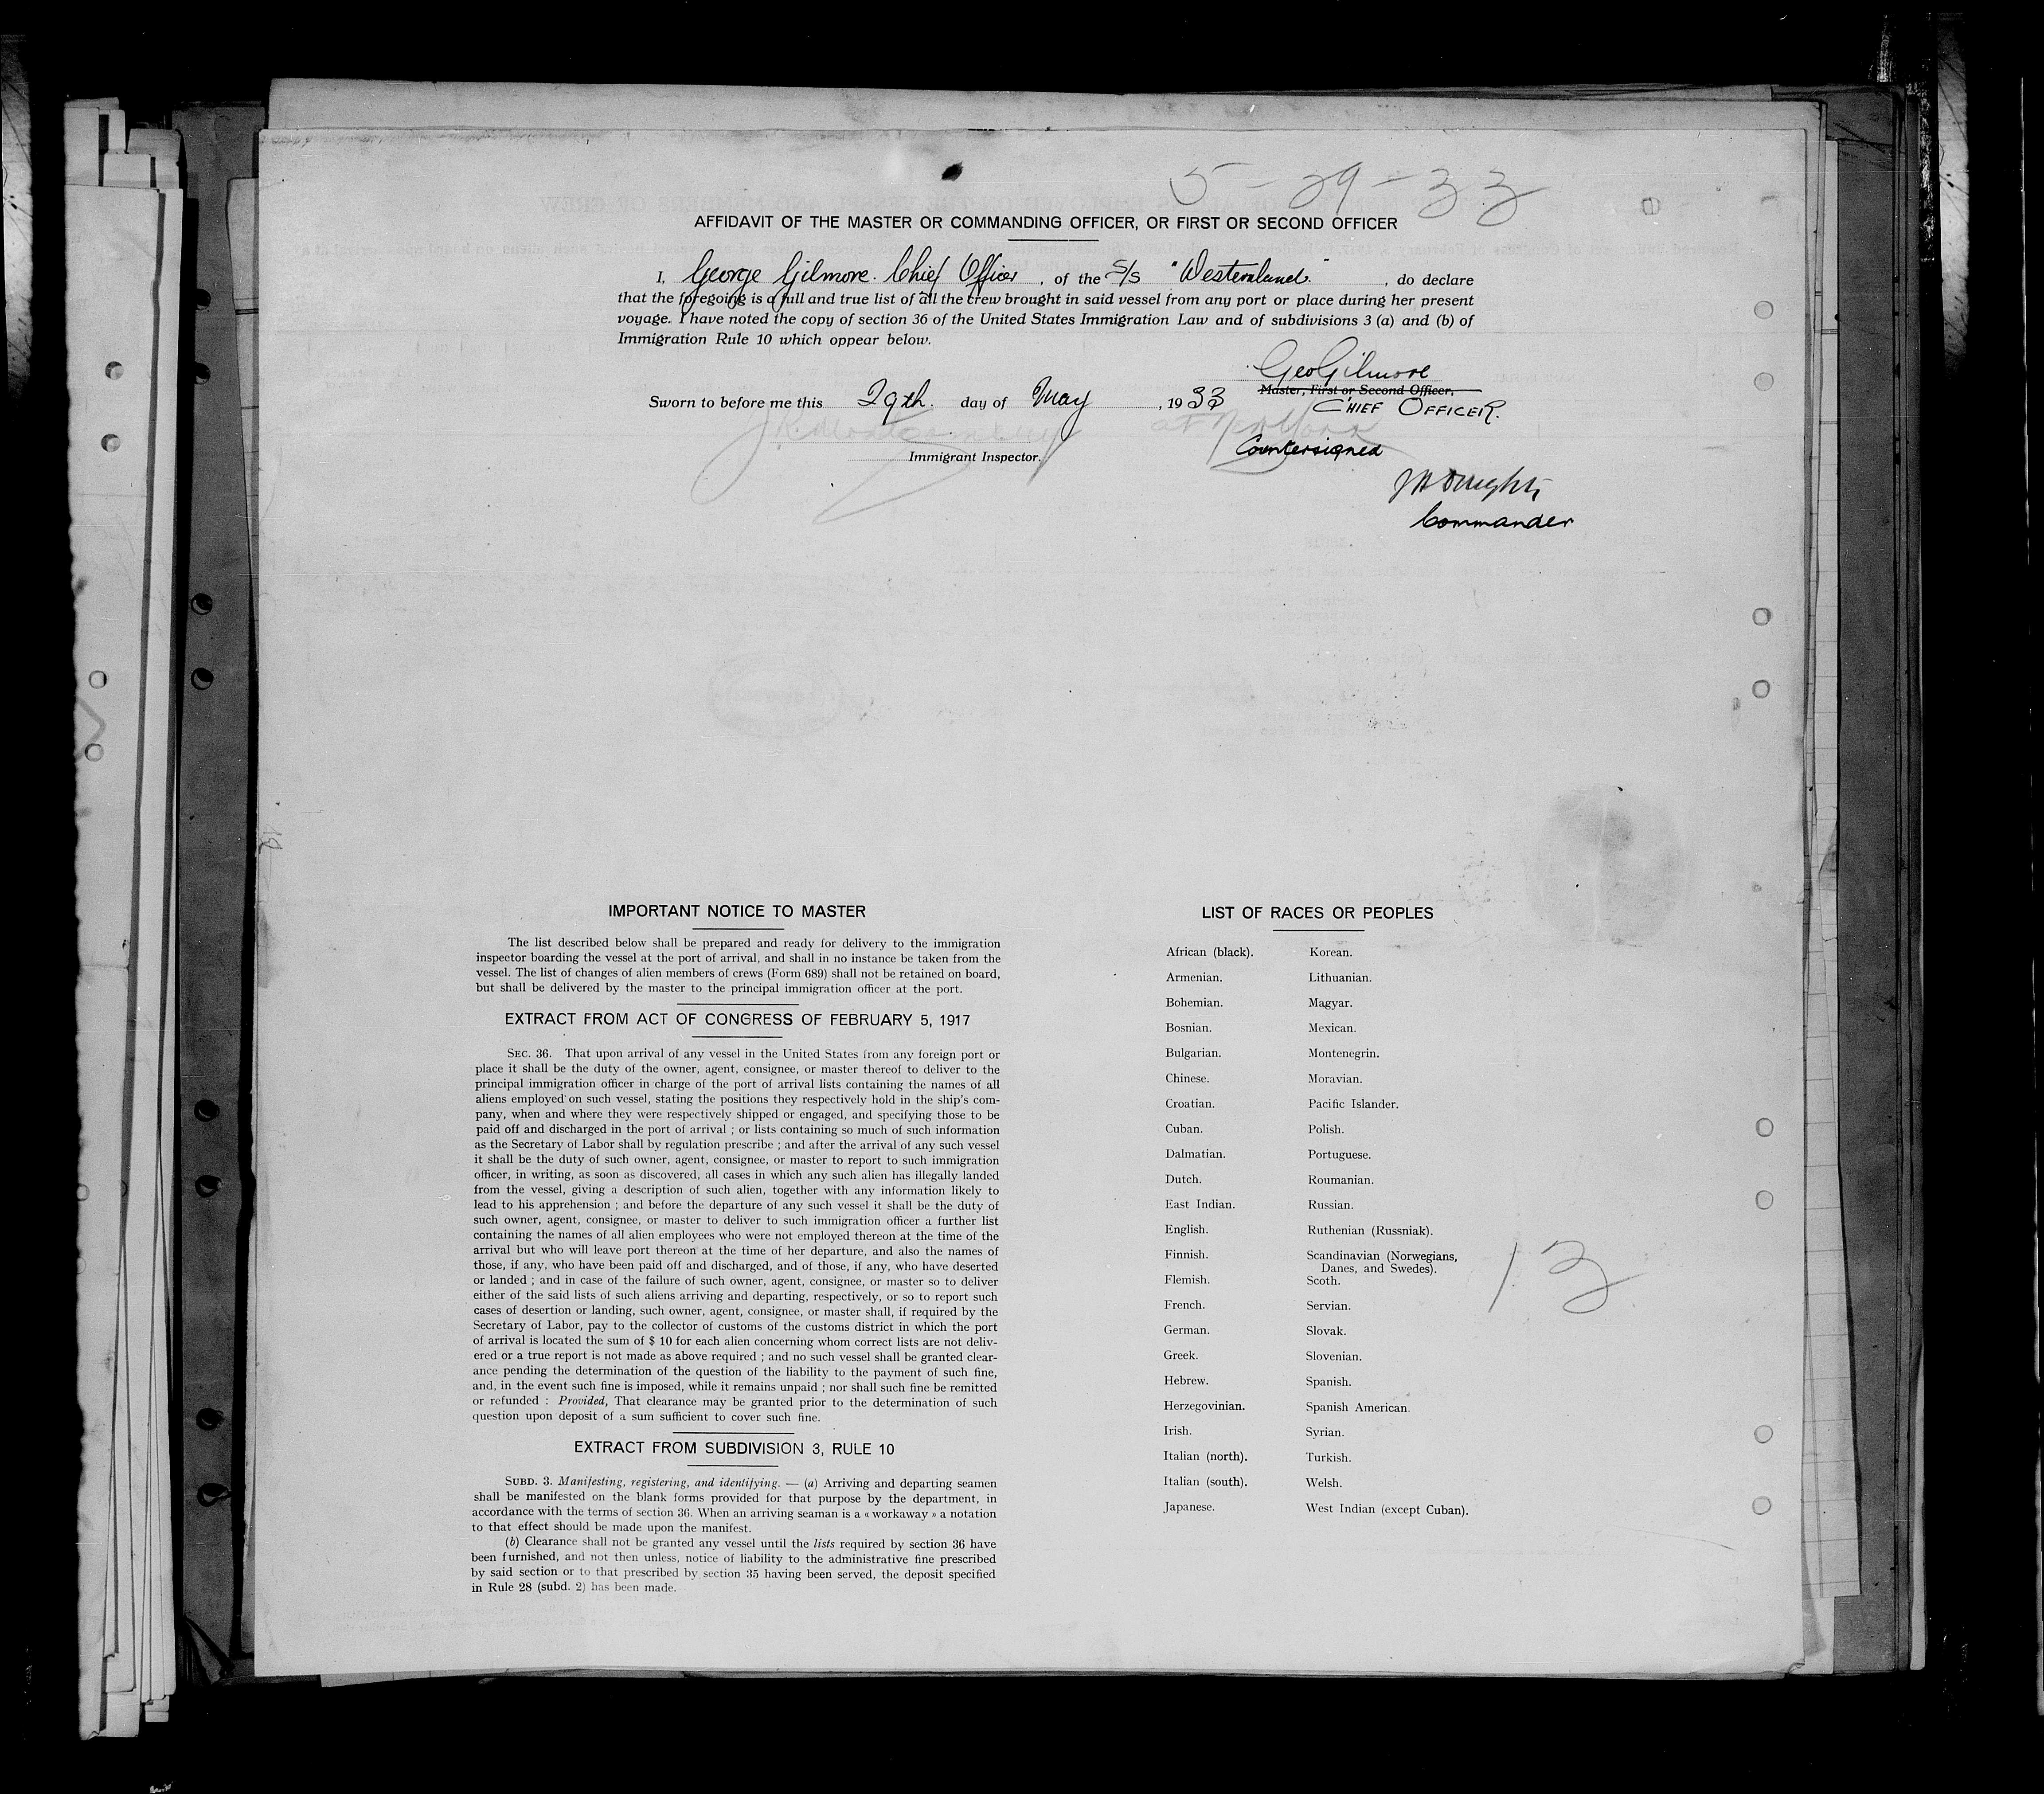 5-29-33
AFFIDAVIT OF THE MASTER OR COMMANDING OFFICER, OR FIRST OR SECOND OFFICER
I, George Gilmore. Chief Officer, of the S/s "Westernland.", do declare
that the foregoing is a full and true list of all the crew brought in said vessel from any port or place during her present
voyage. I have noted the copy of section 36 of the United States Immigration Law and of subdivisions 3 (a) and (b) of
Immigration Rule 10 which oppear below.
Geo Gilmore
Master, First or Second Officer,
Sworn to before me this 29th. day of May, 1933
CHIEF OFFICER.
Countersigned
Immigrant Inspector.
Commander
IMPORTANT NOTICE TO MASTER
The list described below shall be prepared and ready for delivery to the immigration
inspector boarding the vessel at the port of arrival, and shall in no instance be taken from the
vessel. The list of changes of alien members of crews (Form 689) shall not be retained on board,
but shall be delivered by the master to the principal immigration officer at the port.
EXTRACT FROM ACT OF CONGRESS OF FEBRUARY 5, 1917
SEC. 36. That upon arrival of any vessel in the United States from any foreign port or
place it shall be the duty of the owner, agent, consignee, or master thereof to deliver to the
principal immigration officer in charge of the port of arrival lists containing the names of all
aliens employed on such vessel, stating the positions they respectively hold in the ship's com-
pany, when and where they were respectively shipped or engaged, and specifying those to be
paid off and discharged in the port of arrival ; or lists containing so much of such information
as the Secretary of Labor shall by regulation prescribe ; and after the arrival of any such vessel
it shall be the duty of such owner, agent, consignee, or master to report to such immigration
officer, in writing, as soon as discovered, all cases in which any such alien has illegally landed
from the vessel, giving a description of such alien, together with any information likely to
lead to his apprehension ; and before the departure of any such vessel it shall be the duty of
such owner, agent, consignee, or master to deliver to such immigration officer a further list
containing the names of all alien employees who were not employed thereon at the time of the
arrival but who will leave port thereon at the time of her departure, and also the names of
those, if any, who have been paid off and discharged, and of those, if any, who have deserted
or landed ; and in case of the failure of such owner, agent, consignee, or master so to deliver
either of the said lists of such aliens arriving and departing, respectively, or so to report such
cases of desertion or landing, such owner, agent, consignee, or master shall, if required by the
Secretary of Labor, pay to the collector of customs of the customs district in which the port
of arrival is located the sum of $ 10 for each alien concerning whom correct lists are not deliv-
ered or a true report is not made as above required ; and no such vessel shall be granted clear-
ance pending the determination of the question of the liability to the payment of such fine,
and, in the event such fine is imposed, while it remains unpaid ; nor shall such fine be remitted
or refunded : Provided, That clearance may be granted prior to the determination of such
question upon deposit of a sum sufficient to cover such fine.
EXTRACT FROM SUBDIVISION 3, RULE 10
SUBD. 3. Manifesting, registering, and identifying. — (a) Arriving and departing seamen
shall be manifested on the blank forms provided for that purpose by the department, in
accordance with the terms of section 36. When an arriving seaman is a « workaway » a notation
to that effect should be made upon the manifest.
(b) Clearance shall not be granted any vessel until the lists required by section 36 have
been furnished, and not then unless, notice of liability to the administrative fine prescribed
by said section or to that prescribed by section 35 having been served, the deposit specified
in Rule 28 (subd. 2) has been made.
LIST OF RACES OR PEOPLES
African (black). Korean.
Armenian. Lithuanian.
Bohemian. Magyar.
Bosnian. Mexican.
Bulgarian. Montenegrin.
Chinese. Moravian.
Croatian. Pacific Islander.
Cuban. Polish.
Dalmatian. Portuguese.
Dutch. Roumanian.
East Indian. Russian.
English. Ruthenian (Russniak).
Finnish. Scandinavian (Norwegians,
Danes, and Swedes).
Flemish. Scoth.
French. Servian.
German. Slovak.
Greek. Slovenian.
Hebrew. Spanish.
Herzegovinian. Spanish American.
Irish. Syrian.
Italian (north). Turkish.
Italian (south). Welsh.
Japanese. West Indian (except Cuban).
13